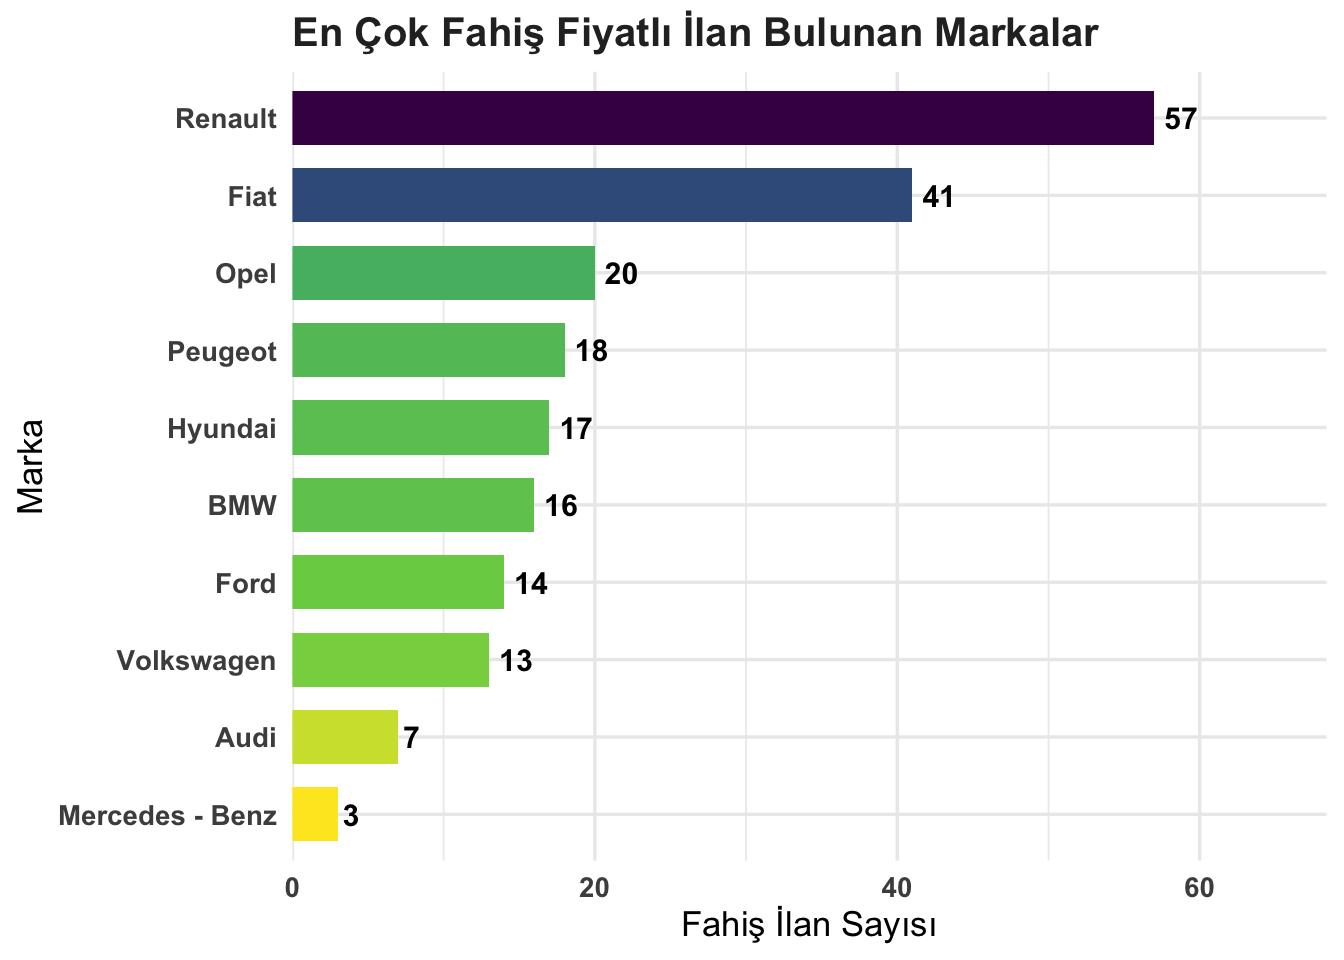 En Çok Fahiş Fiyatlı İlan Bulunan Markalar
Marka
Renault 57
Fiat 41
Opel 20
Peugeot 18
Hyundai 17
BMW 16
Ford 14
Volkswagen 13
Audi 7
Mercedes - Benz 3
0 20 40 60
Fahiş İlan Sayısı